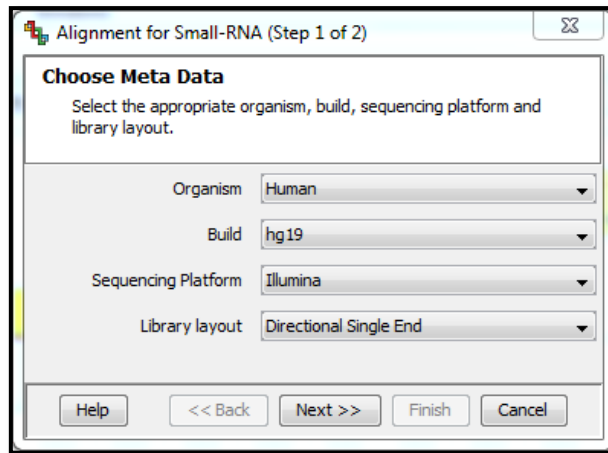 Alignment for Small-RNA (Step 1 of 2)
Choose Meta Data
Select the appropriate organism, build, sequencing platform and
library layout.
Organism Human
Build hg19
Sequencing Platform Illumina
Library layout Directional Single End
Help << Back Next >> Finish Cancel